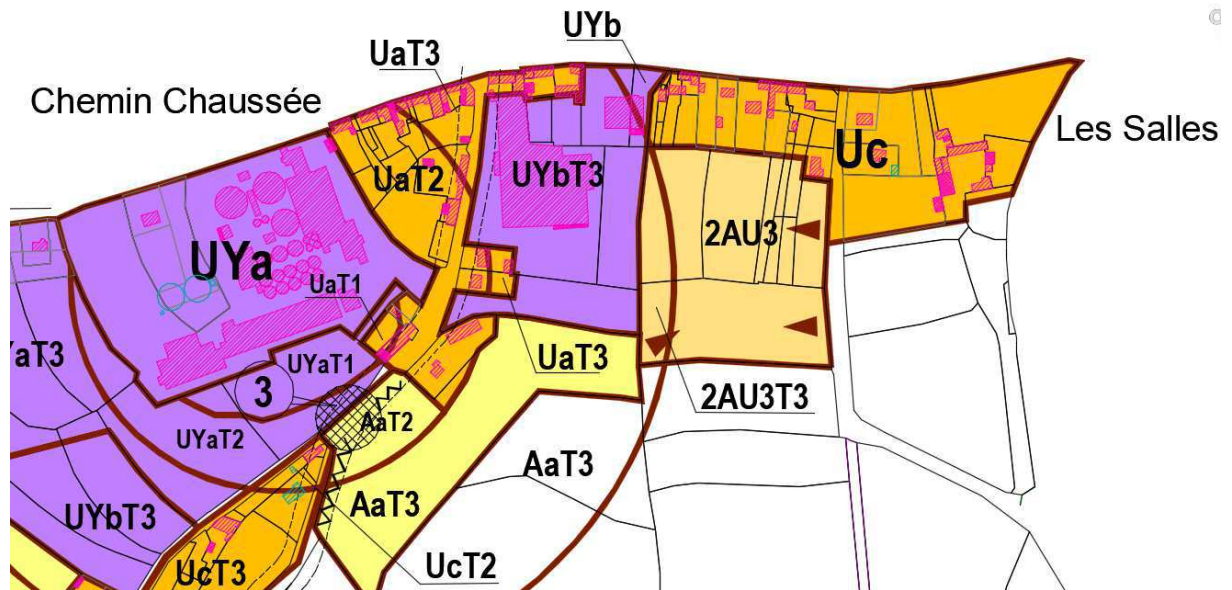 UYb
UaT3
Chemin Chaussée
Les Salles
Uc
UaT2
UYbT3
2AU3
UYa
UaT1
UaT3
UYaT1
YaT3
3
2AU3T3
AaT2
UYaT2
AaT3
AaT3
UYbT3
UcT2
UcT3